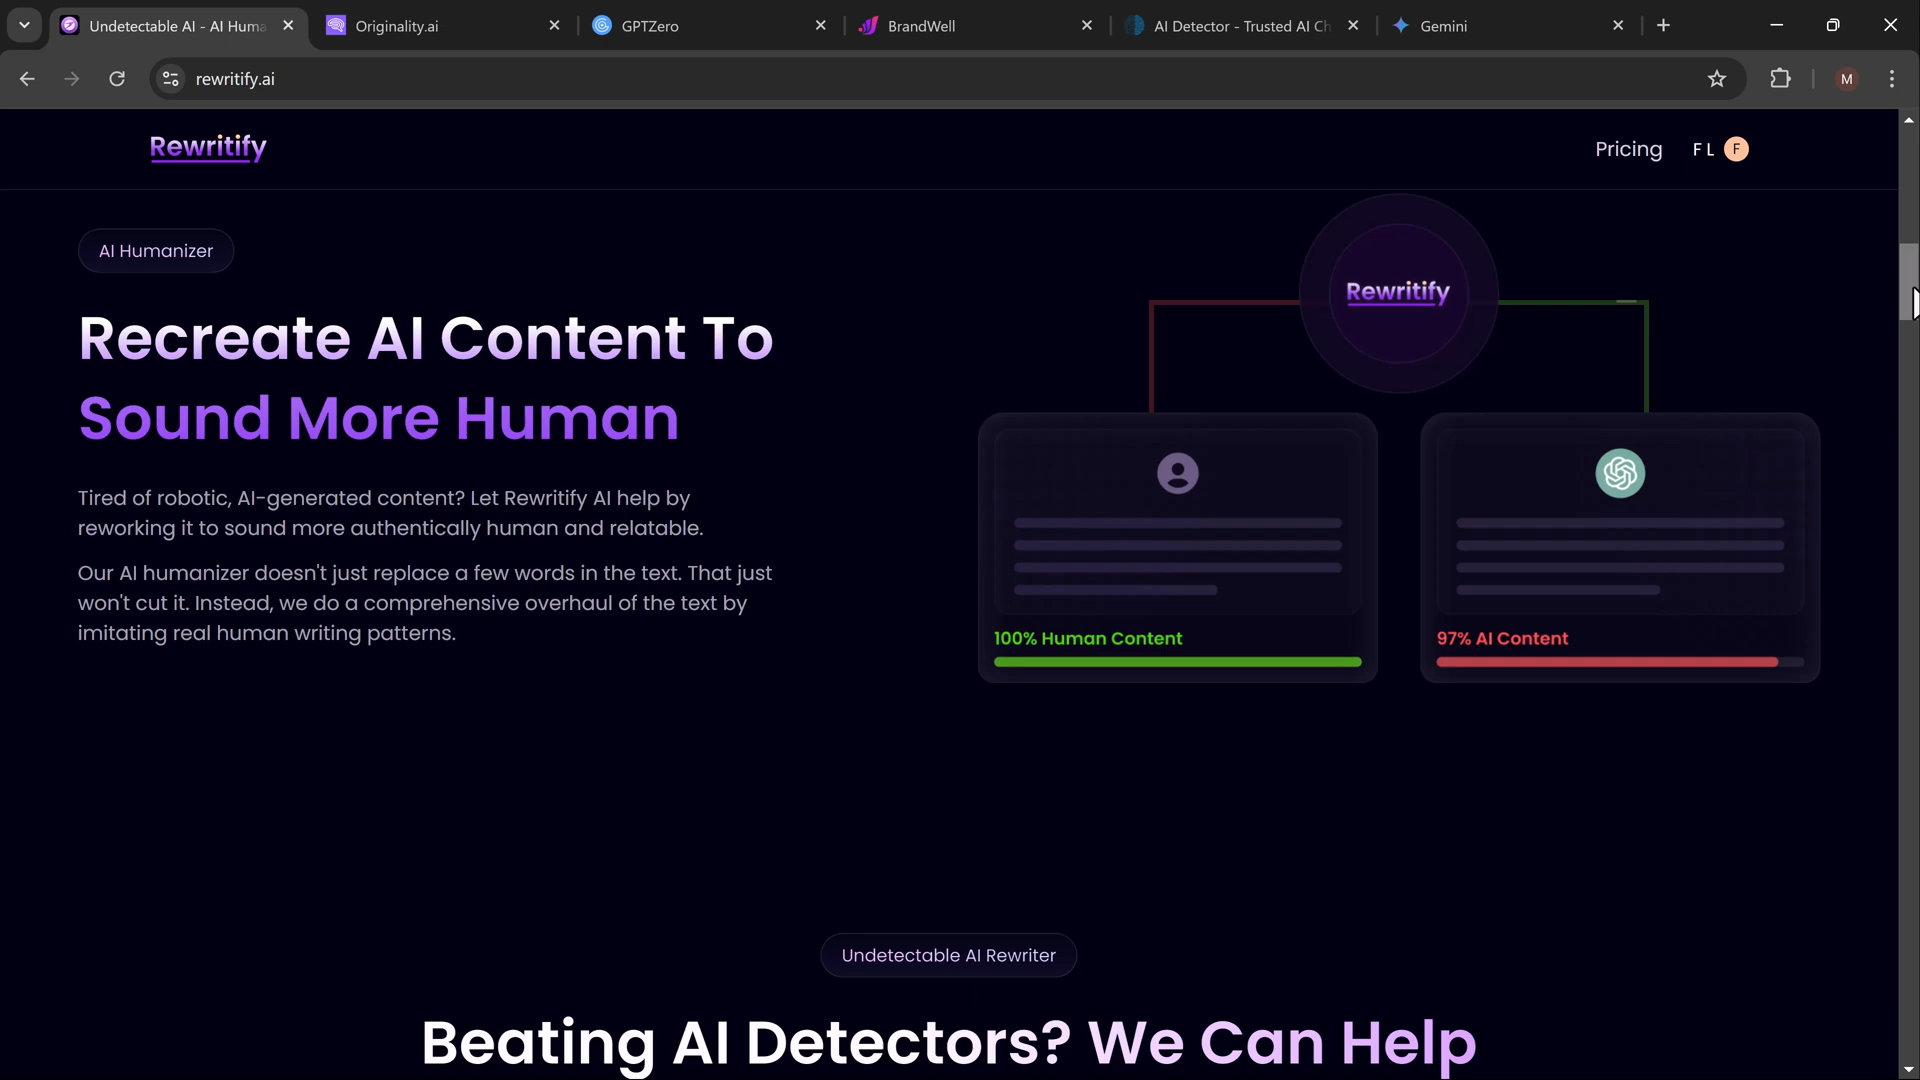 Undetectable AI - AI Huma
Originality.ai
GPTZero
BrandWell
AI Detector - Trusted AI Ch
Gemini
rewritify.ai
M
Rewritify
Pricing
F L
F
AI Humanizer
Recreate AI Content To
Sound More Human
Tired of robotic, AI-generated content? Let Rewritify AI help by
reworking it to sound more authentically human and relatable.
Our AI humanizer doesn't just replace a few words in the text. That just
won't cut it. Instead, we do a comprehensive overhaul of the text by
imitating real human writing patterns.
Rewritify
100% Human Content
97% AI Content
Undetectable AI Rewriter
Beating AI Detectors? We Can Help